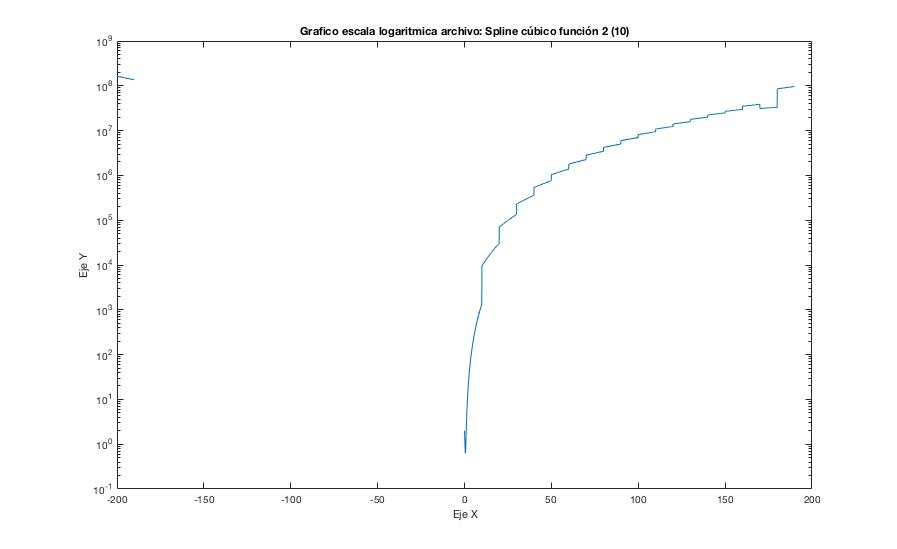 Grafico escala logaritmica archivo: Spline cúbico función 2 (10)
10^9
10^8
10^7
10^6
10^5
10^4
10^3
10^2
10^1
10^0
10^-1
Eje Y
-200 -150 -100 -50 0 50 100 150 200
Eje X